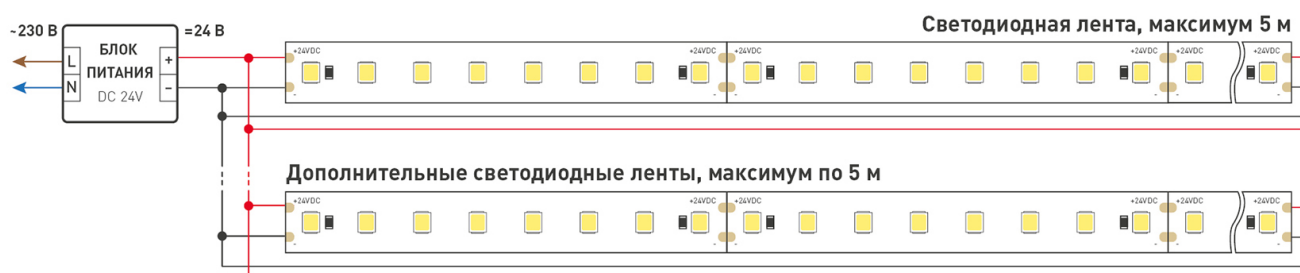 ~230 В
=24 В
Светодиодная лента, максимум 5 м
БЛОК
ПИТАНИЯ
DC 24V
L
N
+
–
+24VDC
+24VDC
+24VDC
+24VDC
+24VDC
-
-
-
-
-
Дополнительные светодиодные ленты, максимум по 5 м
+24VDC
+24VDC
+24VDC
+24VDC
+24VDC
-
-
-
-
-